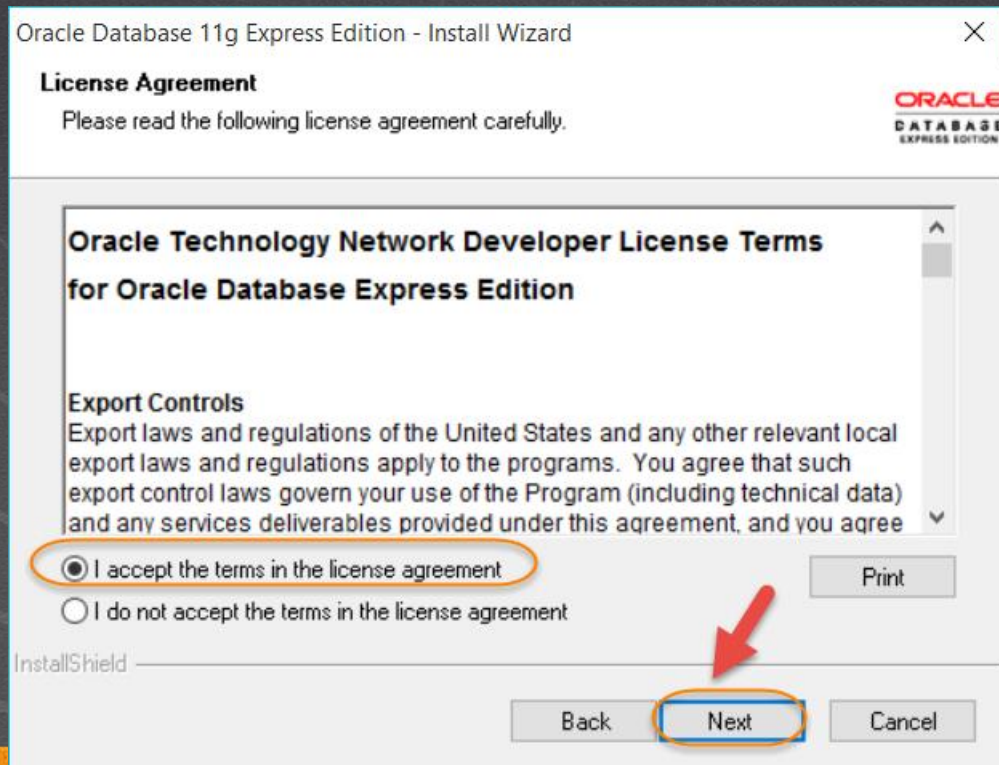 Oracle Database 11g Express Edition - Install Wizard
License Agreement
Please read the following license agreement carefully.
ORACLE
DATABASE
EXPRESS EDITION
Oracle Technology Network Developer License Terms
for Oracle Database Express Edition
Export Controls
Export laws and regulations of the United States and any other relevant local
export laws and regulations apply to the programs.  You agree that such
export control laws govern your use of the Program (including technical data)
and any services deliverables provided under this agreement, and you agree
I accept the terms in the license agreement
Print
I do not accept the terms in the license agreement
InstallShield
Back
Next
Cancel